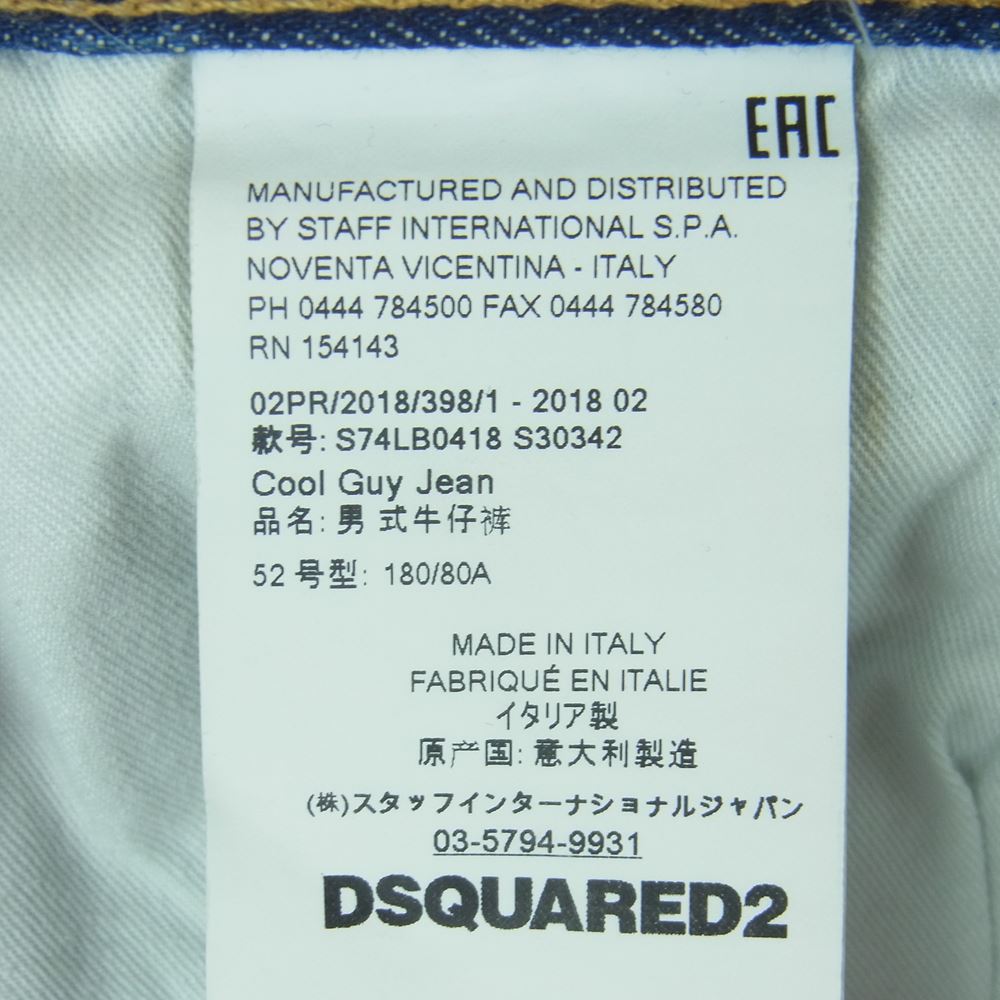 EAC
MANUFACTURED AND DISTRIBUTED
BY STAFF INTERNATIONAL S.P.A.
NOVENTA VICENTINA - ITALY
PH 0444 784500 FAX 0444 784580
RN 154143
02PR/2018/398/1 - 2018 02
款号: S74LB0418 S30342
Cool Guy Jean
品名: 男 式牛仔裤
52 号型: 180/80A
MADE IN ITALY
FABRIQUÉ EN ITALIE
イタリア製
原产国: 意大利製造
(株)スタッフインターナショナルジャパン
03-5794-9931
DSQUARED2